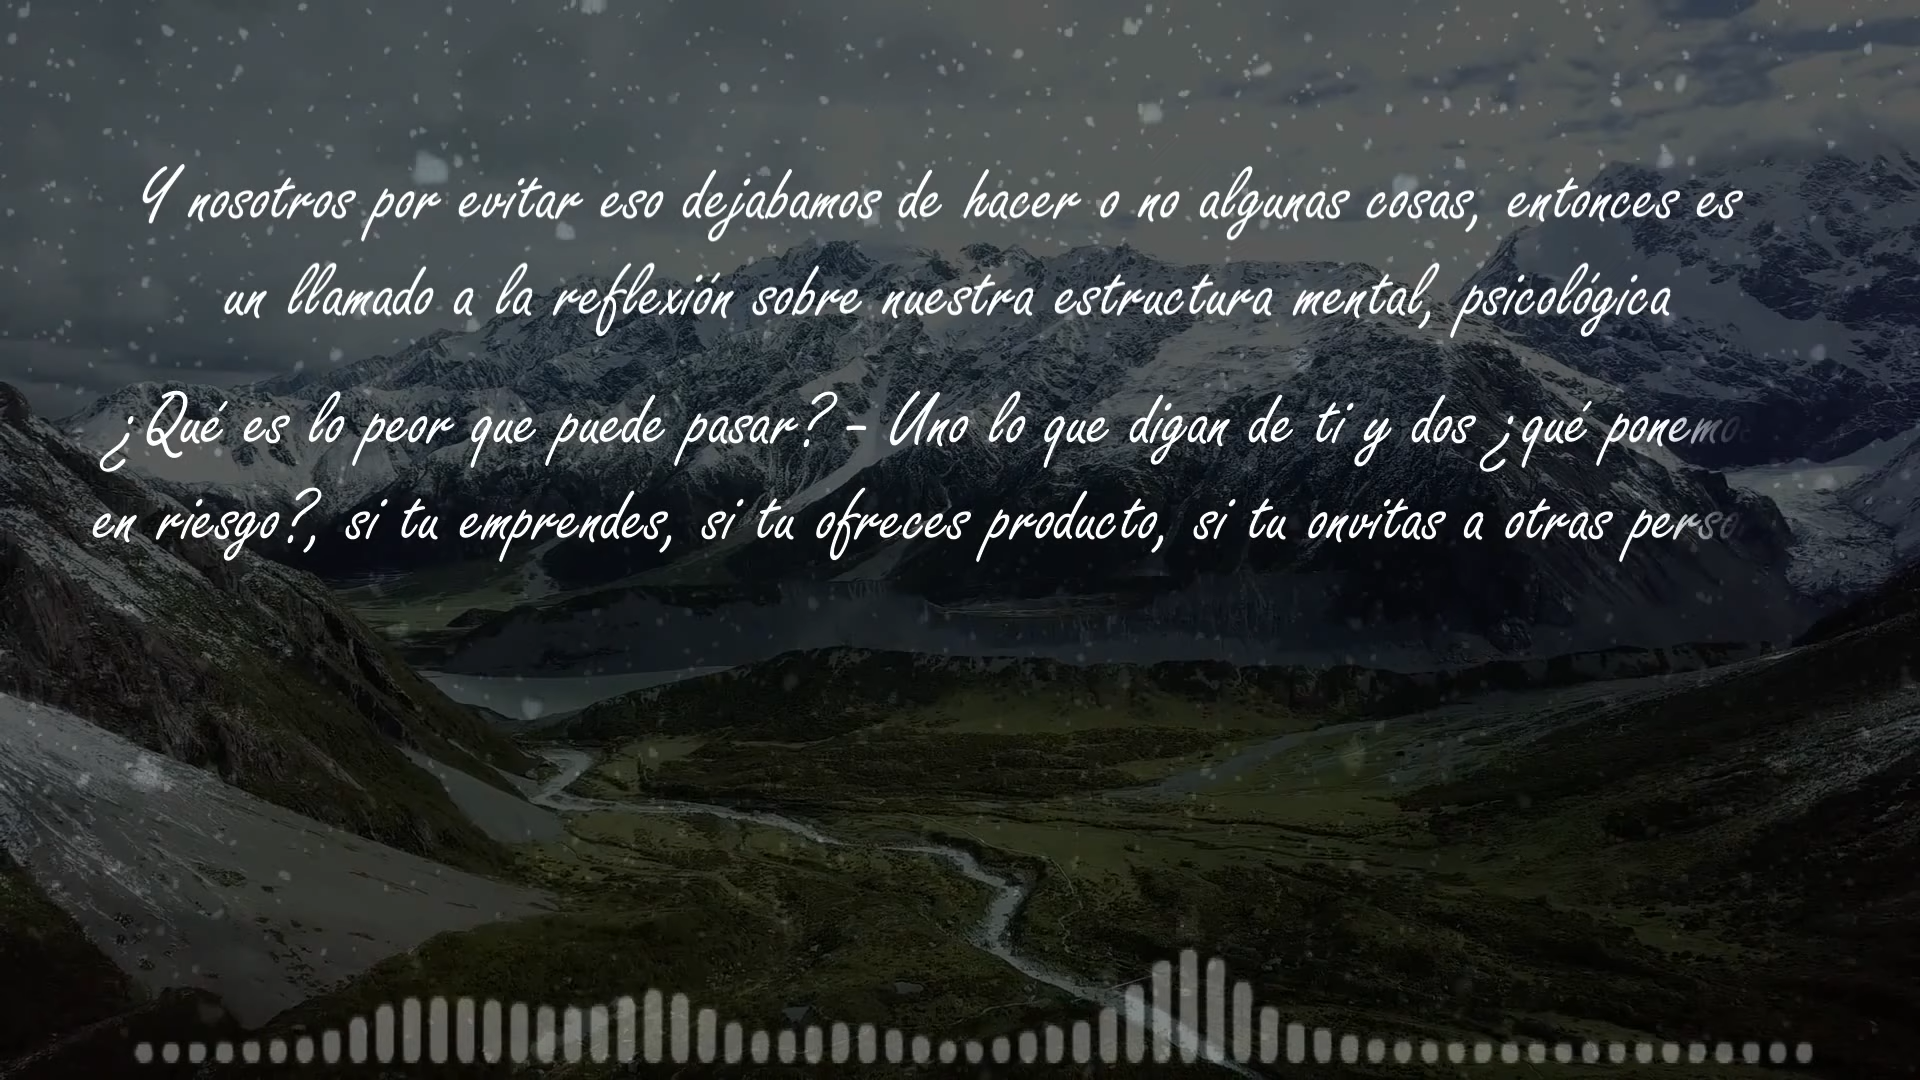 Y nosotros por evitar eso dejabamos de hacer o no algunas cosas, entonces es
un llamado a la reflexión sobre nuestra estructura mental, psicológica
¿Qué es lo peor que puede pasar? - Uno lo que digan de ti y dos ¿qué ponemos
en riesgo?, si tu emprendes, si tu ofreces producto, si tu onvitas a otras perso